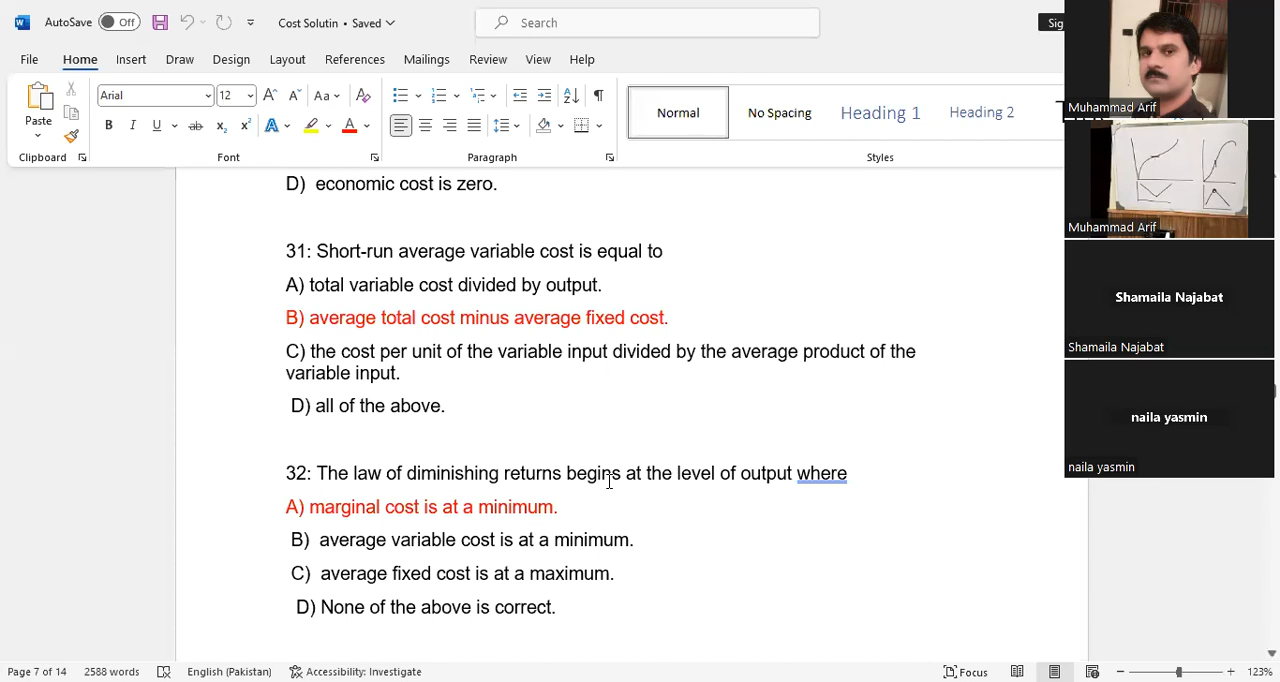 AutoSave Off Cost Solutin • Saved Search Sig
File Home Insert Draw Design Layout References Mailings Review View Help
Paste Arial 12 Aa Normal No Spacing Heading 1 Heading 2
Clipboard Font Paragraph Styles
D) economic cost is zero.
31: Short-run average variable cost is equal to
A) total variable cost divided by output.
B) average total cost minus average fixed cost.
C) the cost per unit of the variable input divided by the average product of the
variable input.
D) all of the above.
32: The law of diminishing returns begins at the level of output where
A) marginal cost is at a minimum.
B) average variable cost is at a minimum.
C) average fixed cost is at a maximum.
D) None of the above is correct.
Muhammad Arif
Muhammad Arif
Shamaila Najabat
Shamaila Najabat
naila yasmin
naila yasmin
Page 7 of 14 2588 words English (Pakistan) Accessibility: Investigate Focus 123%